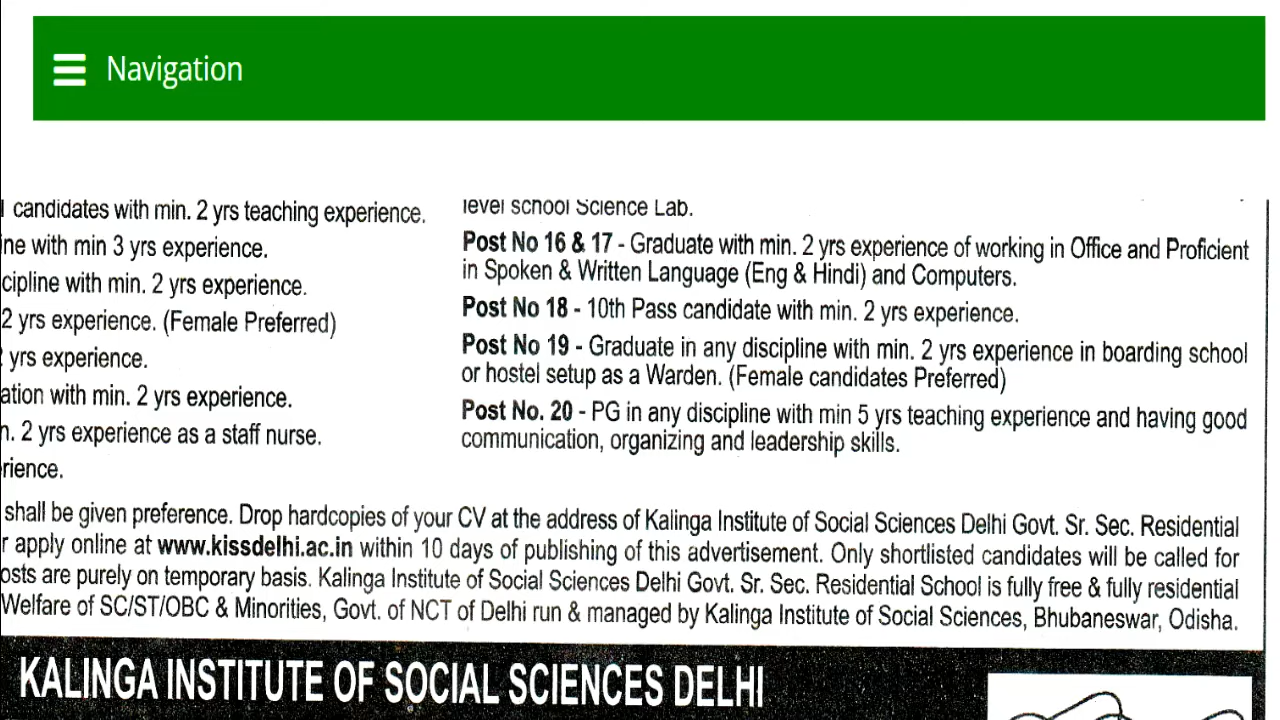 Navigation
candidates with min. 2 yrs teaching experience.
ine with min 3 yrs experience.
cipline with min. 2 yrs experience.
2 yrs experience. (Female Preferred)
yrs experience.
ation with min. 2 yrs experience.
n. 2 yrs experience as a staff nurse.
rience.
level school Science Lab.
Post No 16 & 17 - Graduate with min. 2 yrs experience of working in Office and Proficient
in Spoken & Written Language (Eng & Hindi) and Computers.
Post No 18 - 10th Pass candidate with min. 2 yrs experience.
Post No 19 - Graduate in any discipline with min. 2 yrs experience in boarding school
or hostel setup as a Warden. (Female candidates Preferred)
Post No. 20 - PG in any discipline with min 5 yrs teaching experience and having good
communication, organizing and leadership skills.
shall be given preference. Drop hardcopies of your CV at the address of Kalinga Institute of Social Sciences Delhi Govt. Sr. Sec. Residential
r apply online at www.kissdelhi.ac.in within 10 days of publishing of this advertisement. Only shortlisted candidates will be called for
osts are purely on temporary basis. Kalinga Institute of Social Sciences Delhi Govt. Sr. Sec. Residential School is fully free & fully residential
Welfare of SC/ST/OBC & Minorities, Govt. of NCT of Delhi run & managed by Kalinga Institute of Social Sciences, Bhubaneswar, Odisha.
KALINGA INSTITUTE OF SOCIAL SCIENCES DELHI